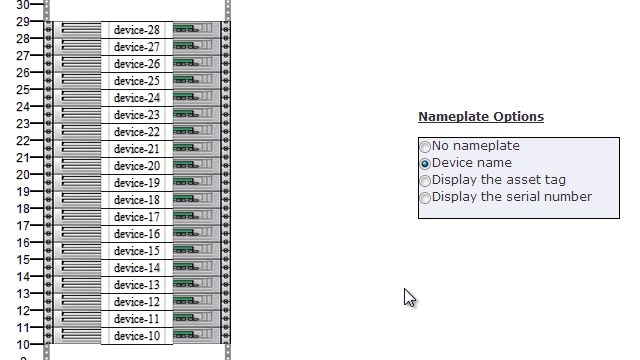 30
29
device-28
28
device-27
27
device-26
26
device-25
25
device-24
24
device-23
23
device-22
22
device-21
21
device-20
20
device-19
19
device-18
18
device-17
17
device-16
16
device-15
15
device-14
14
device-13
13
device-12
12
device-11
11
device-10
10
Nameplate Options
No nameplate
Device name
Display the asset tag
Display the serial number